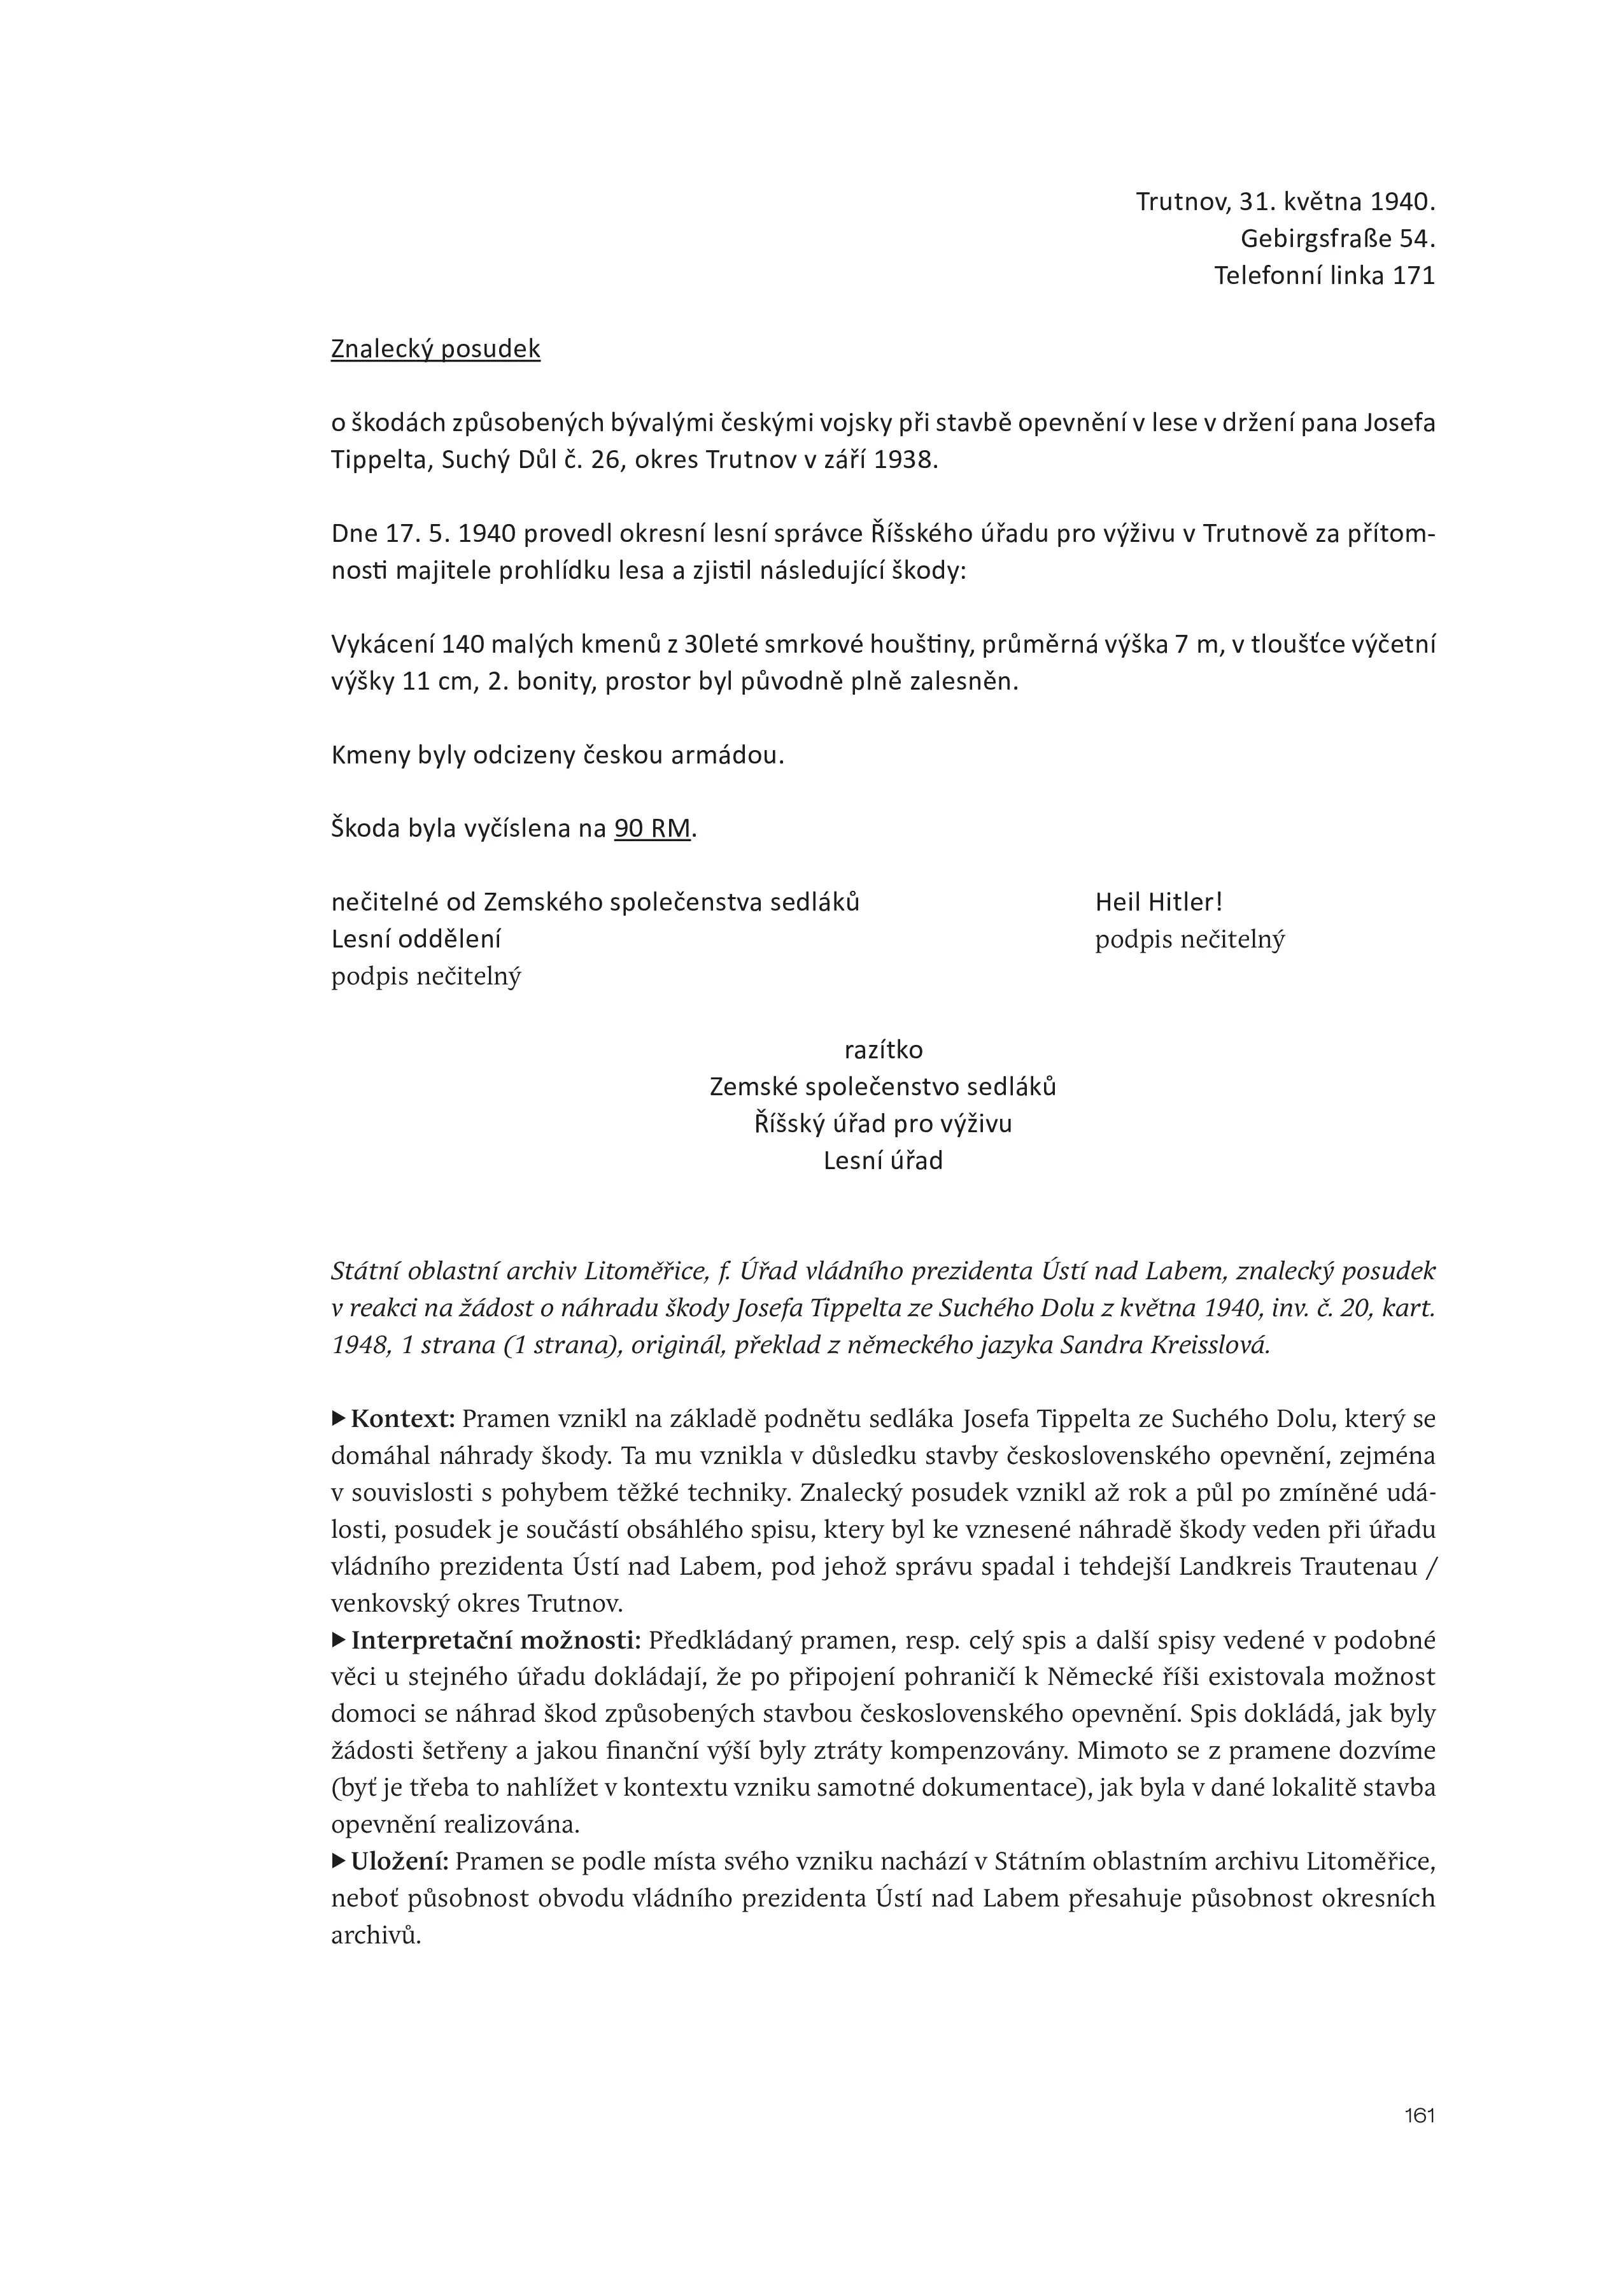 Trutnov, 31. května 1940.
Gebirgsfraße 54.
Telefonní linka 171
Znalecký posudek
o škodách způsobených bývalými českými vojsky při stavbě opevnění v lese v držení pana Josefa
Tippelta, Suchý Důl č. 26, okres Trutnov v září 1938.
Dne 17. 5. 1940 provedl okresní lesní správce Říšského úřadu pro výživu v Trutnově za přítom-
nosti majitele prohlídku lesa a zjistil následující škody:
Vykácení 140 malých kmenů z 30leté smrkové houštiny, průměrná výška 7 m, v tloušťce výčetní
výšky 11 cm, 2. bonity, prostor byl původně plně zalesněn.
Kmeny byly odcizeny českou armádou.
Škoda byla vyčíslena na 90 RM.
nečitelné od Zemského společenstva sedláků Heil Hitler!
Lesní oddělení podpis nečitelný
podpis nečitelný
razítko
Zemské společenstvo sedláků
Říšský úřad pro výživu
Lesní úřad
Státní oblastní archiv Litoměřice, f. Úřad vládního prezidenta Ústí nad Labem, znalecký posudek
v reakci na žádost o náhradu škody Josefa Tippelta ze Suchého Dolu z května 1940, inv. č. 20, kart.
1948, 1 strana (1 strana), originál, překlad z německého jazyka Sandra Kreisslová.
▶ Kontext: Pramen vznikl na základě podnětu sedláka Josefa Tippelta ze Suchého Dolu, který se
domáhal náhrady škody. Ta mu vznikla v důsledku stavby československého opevnění, zejména
v souvislosti s pohybem těžké techniky. Znalecký posudek vznikl až rok a půl po zmíněné udá-
losti, posudek je součástí obsáhlého spisu, ktery byl ke vznesené náhradě škody veden při úřadu
vládního prezidenta Ústí nad Labem, pod jehož správu spadal i tehdejší Landkreis Trautenau /
venkovský okres Trutnov.
▶ Interpretační možnosti: Předkládaný pramen, resp. celý spis a další spisy vedené v podobné
věci u stejného úřadu dokládají, že po připojení pohraničí k Německé říši existovala možnost
domoci se náhrad škod způsobených stavbou československého opevnění. Spis dokládá, jak byly
žádosti šetřeny a jakou finanční výší byly ztráty kompenzovány. Mimoto se z pramene dozvíme
(byť je třeba to nahlížet v kontextu vzniku samotné dokumentace), jak byla v dané lokalitě stavba
opevnění realizována.
▶ Uložení: Pramen se podle místa svého vzniku nachází v Státním oblastním archivu Litoměřice,
neboť působnost obvodu vládního prezidenta Ústí nad Labem přesahuje působnost okresních
archivů.
161